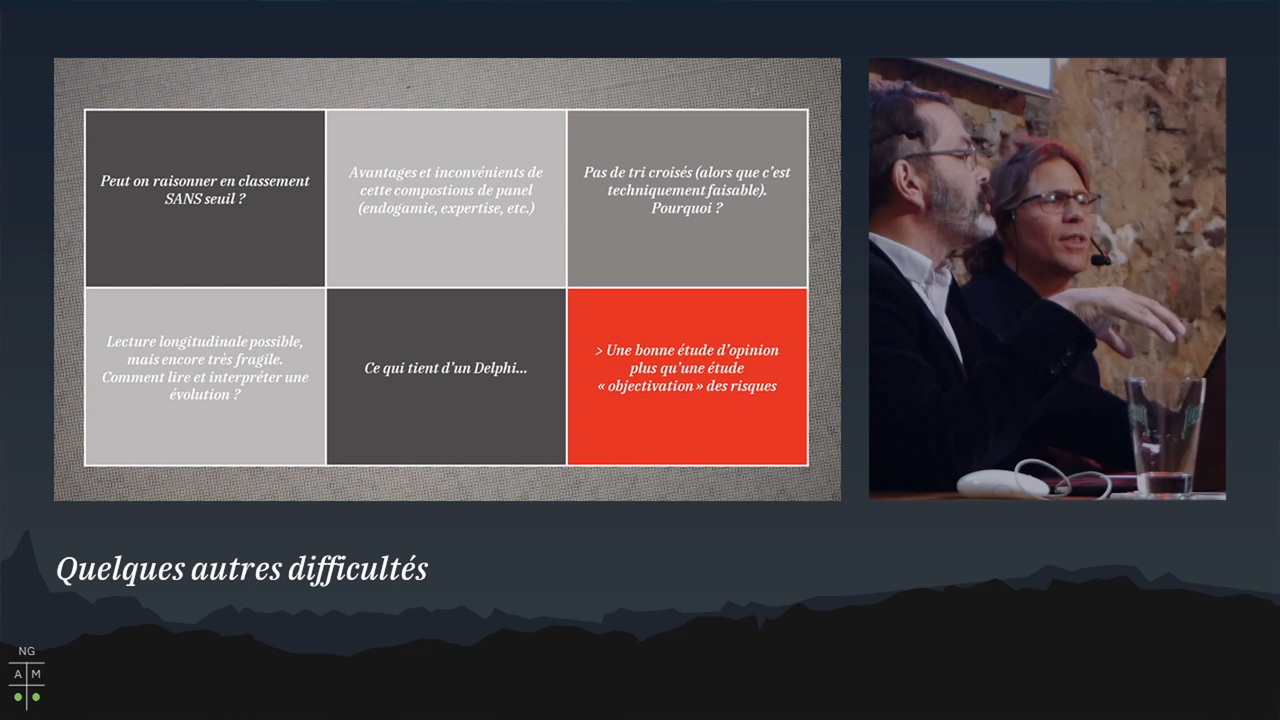 Peut on raisonner en classement
SANS seuil ?
Avantages et inconvénients de
cette compostions de panel
(endogamie, expertise, etc.)
Pas de tri croisés (alors que c’est
techniquement faisable).
Pourquoi ?
Lecture longitudinale possible,
mais encore très fragile.
Comment lire et interpréter une
évolution ?
Ce qui tient d’un Delphi...
> Une bonne étude d’opinion
plus qu’une étude
« objectivation » des risques
Quelques autres difficultés
NG
A M